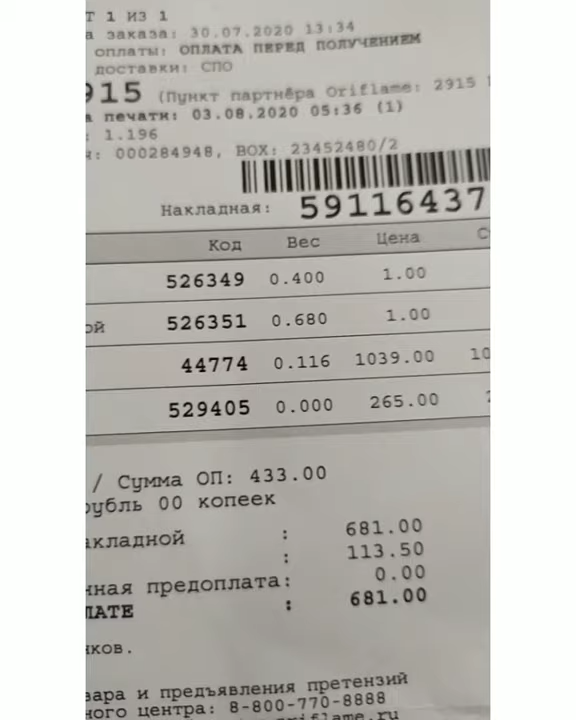 Т 1 ИЗ 1
а заказа: 30.07.2020 13:34
оплаты: ОПЛАТА ПЕРЕД ПОЛУЧЕНИЕМ
доставки: СПО
915 (Пункт партнёра Oriflame: 2915
а печати: 03.08.2020 05:36 (1)
: 1.196
: 000284948, BOX: 23452480/2
Накладная: 59116437
Код Вес Цена С
526349 0.400 1.00
ой 526351 0.680 1.00
44774 0.116 1039.00 10
529405 0.000 265.00
/ Сумма ОП: 433.00
рубль 00 копеек
акладной : 681.00
: 113.50
нная предоплата: 0.00
ЛАТЕ : 681.00
нков.
вара и предъявления претензий
ного центра: 8-800-770-8888
oriflame.ru